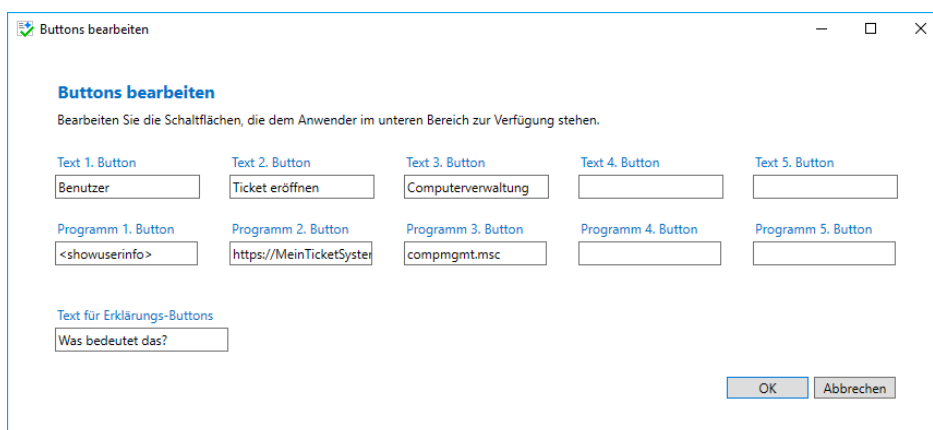 Buttons bearbeiten
Buttons bearbeiten
Bearbeiten Sie die Schaltflächen, die dem Anwender im unteren Bereich zur Verfügung stehen.
Text 1. Button Text 2. Button Text 3. Button Text 4. Button Text 5. Button
Benutzer Ticket eröffnen Computerverwaltung
Programm 1. Button Programm 2. Button Programm 3. Button Programm 4. Button Programm 5. Button
<showuserinfo> https://MeinTicketSyster compmgmt.msc
Text für Erklärungs-Buttons
Was bedeutet das?
OK Abbrechen